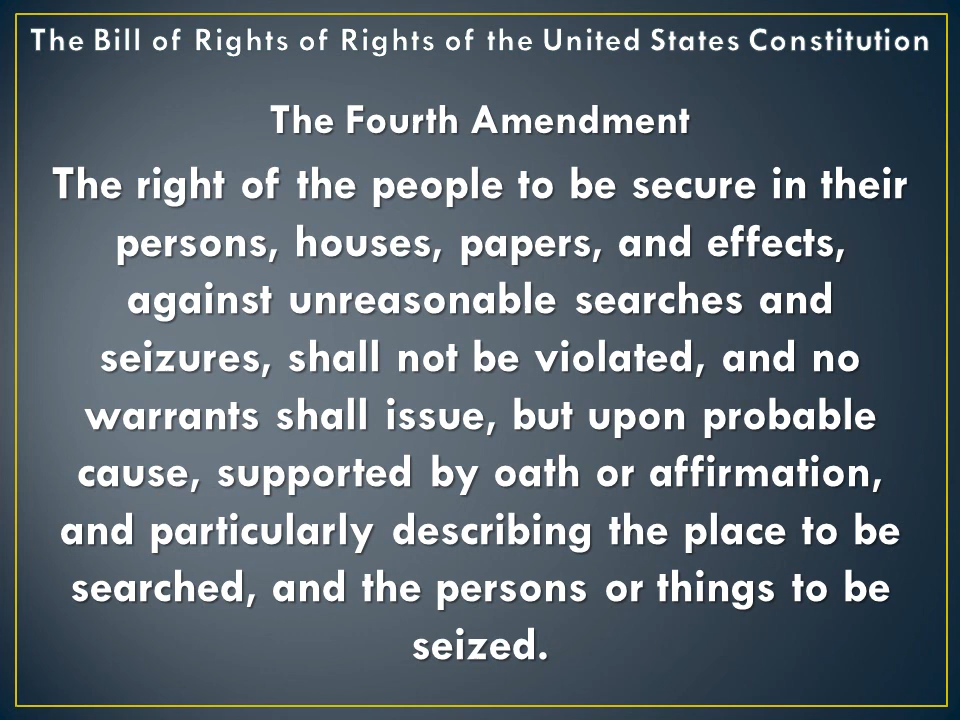 The Bill of Rights of Rights of the United States Constitution
The Fourth Amendment
The right of the people to be secure in their
persons, houses, papers, and effects,
against unreasonable searches and
seizures, shall not be violated, and no
warrants shall issue, but upon probable
cause, supported by oath or affirmation,
and particularly describing the place to be
searched, and the persons or things to be
seized.